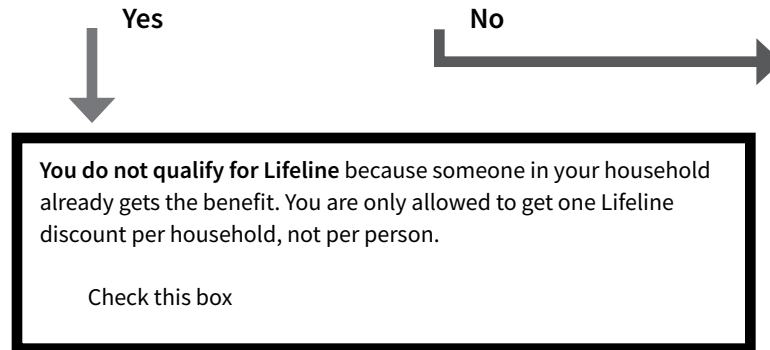 Yes
No
You do not qualify for Lifeline because someone in your household
already gets the benefit. You are only allowed to get one Lifeline
discount per household, not per person.
Check this box